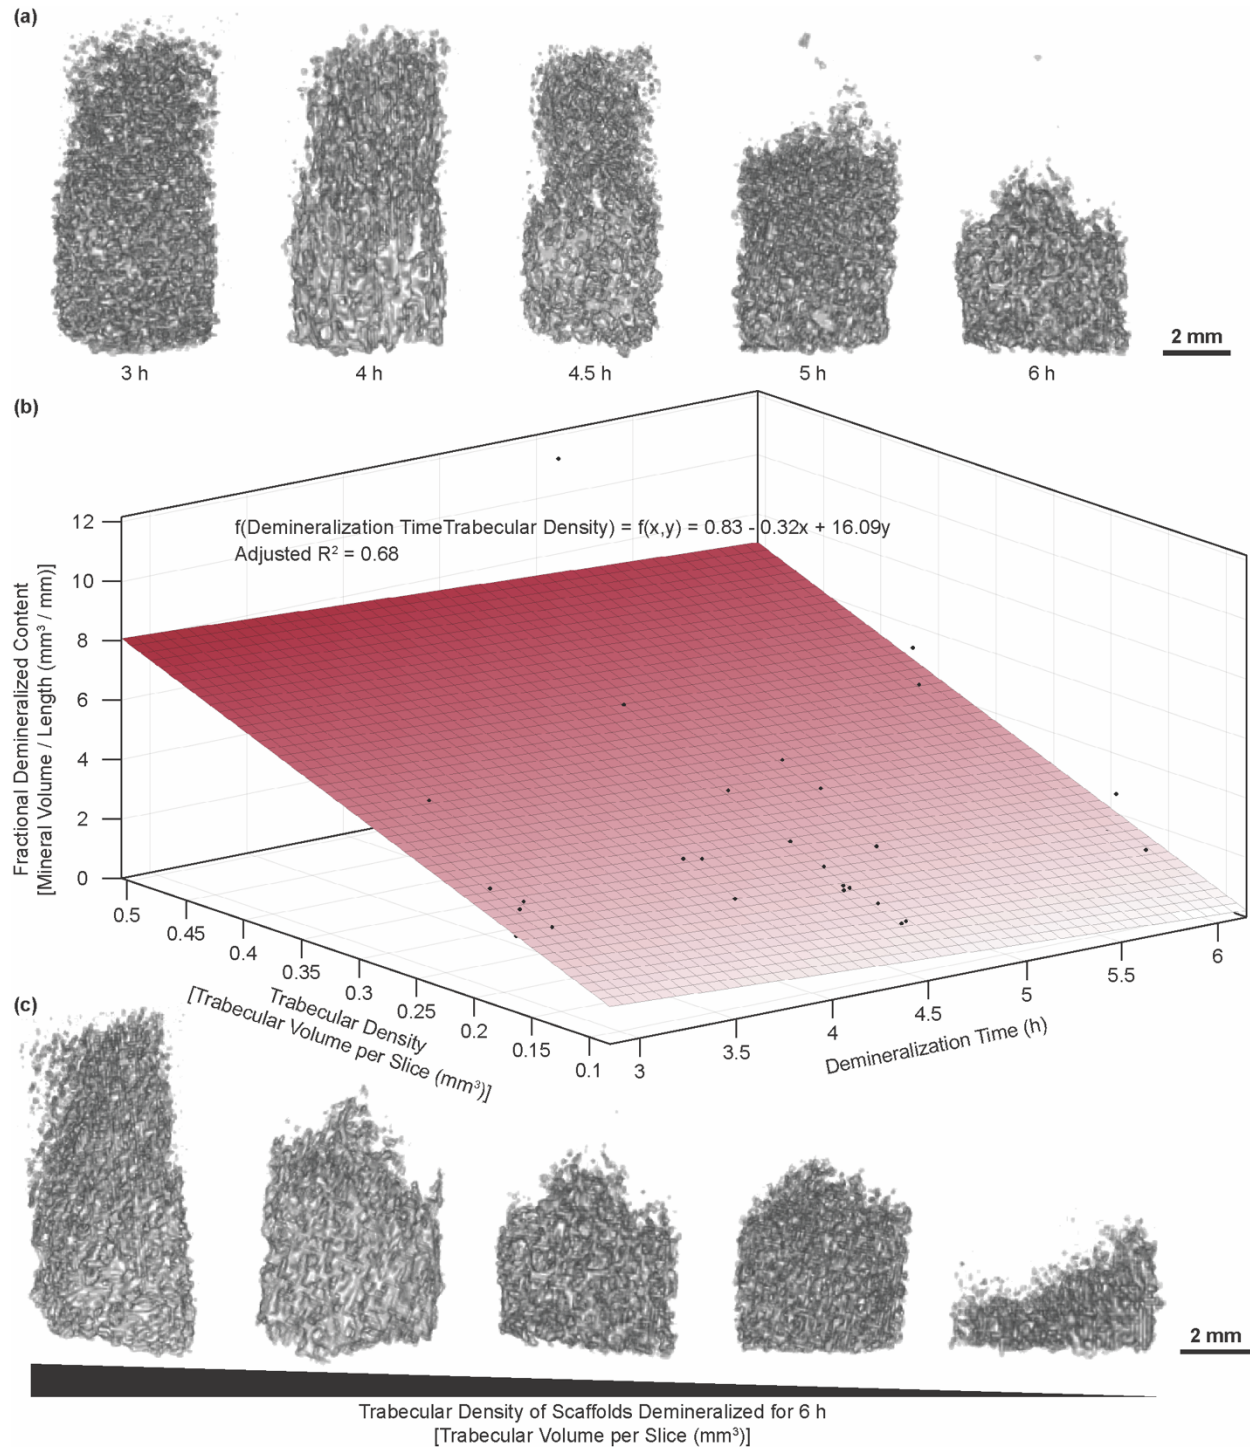 (a)
3 h
4 h
4.5 h
5 h
6 h
2 mm
(b)
f(Demineralization TimeTrabecular Density) = f(x,y) = 0.83 - 0.32x + 16.09y
Adjusted R² = 0.68
Fractional Demineralized Content
[Mineral Volume / Length (mm³ / mm)]
12
10
8
6
4
2
0
0.5
0.45
0.4
0.35
0.3
0.25
0.2
0.15
0.1
Trabecular Density
[Trabecular Volume per Slice (mm³)]
3
3.5
4
4.5
5
5.5
6
Demineralization Time (h)
(c)
2 mm
Trabecular Density of Scaffolds Demineralized for 6 h
[Trabecular Volume per Slice (mm³)]